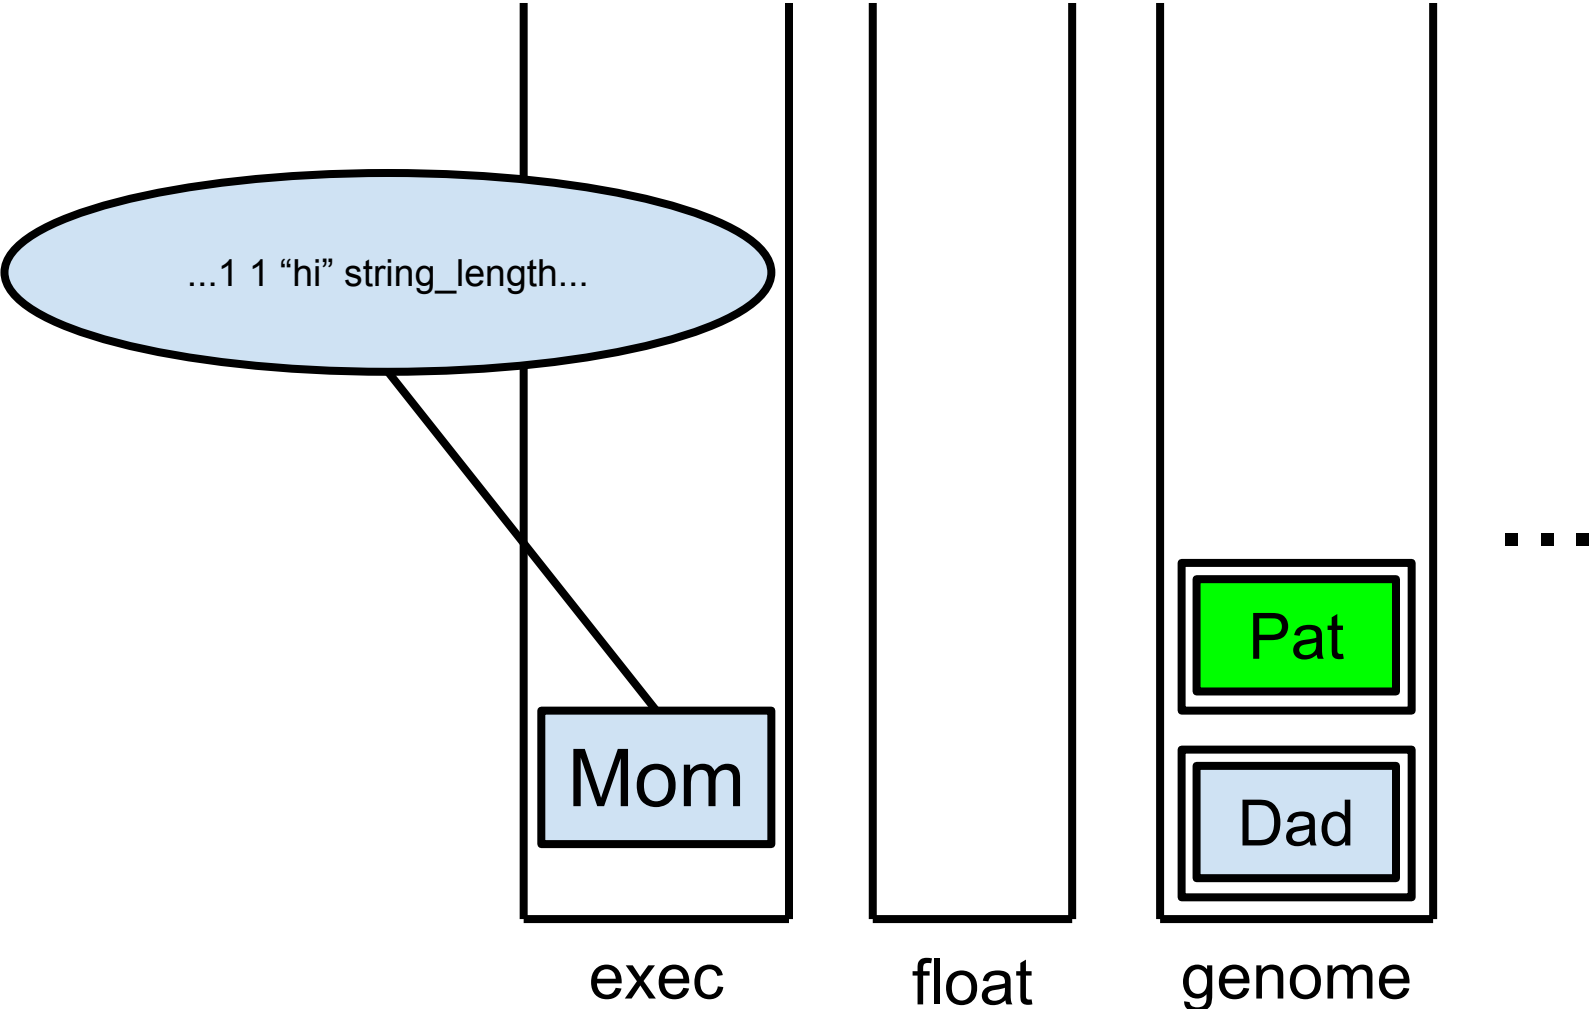 ...1 1 “hi” string_length...
Pat
Mom
Dad
exec
float
genome
...